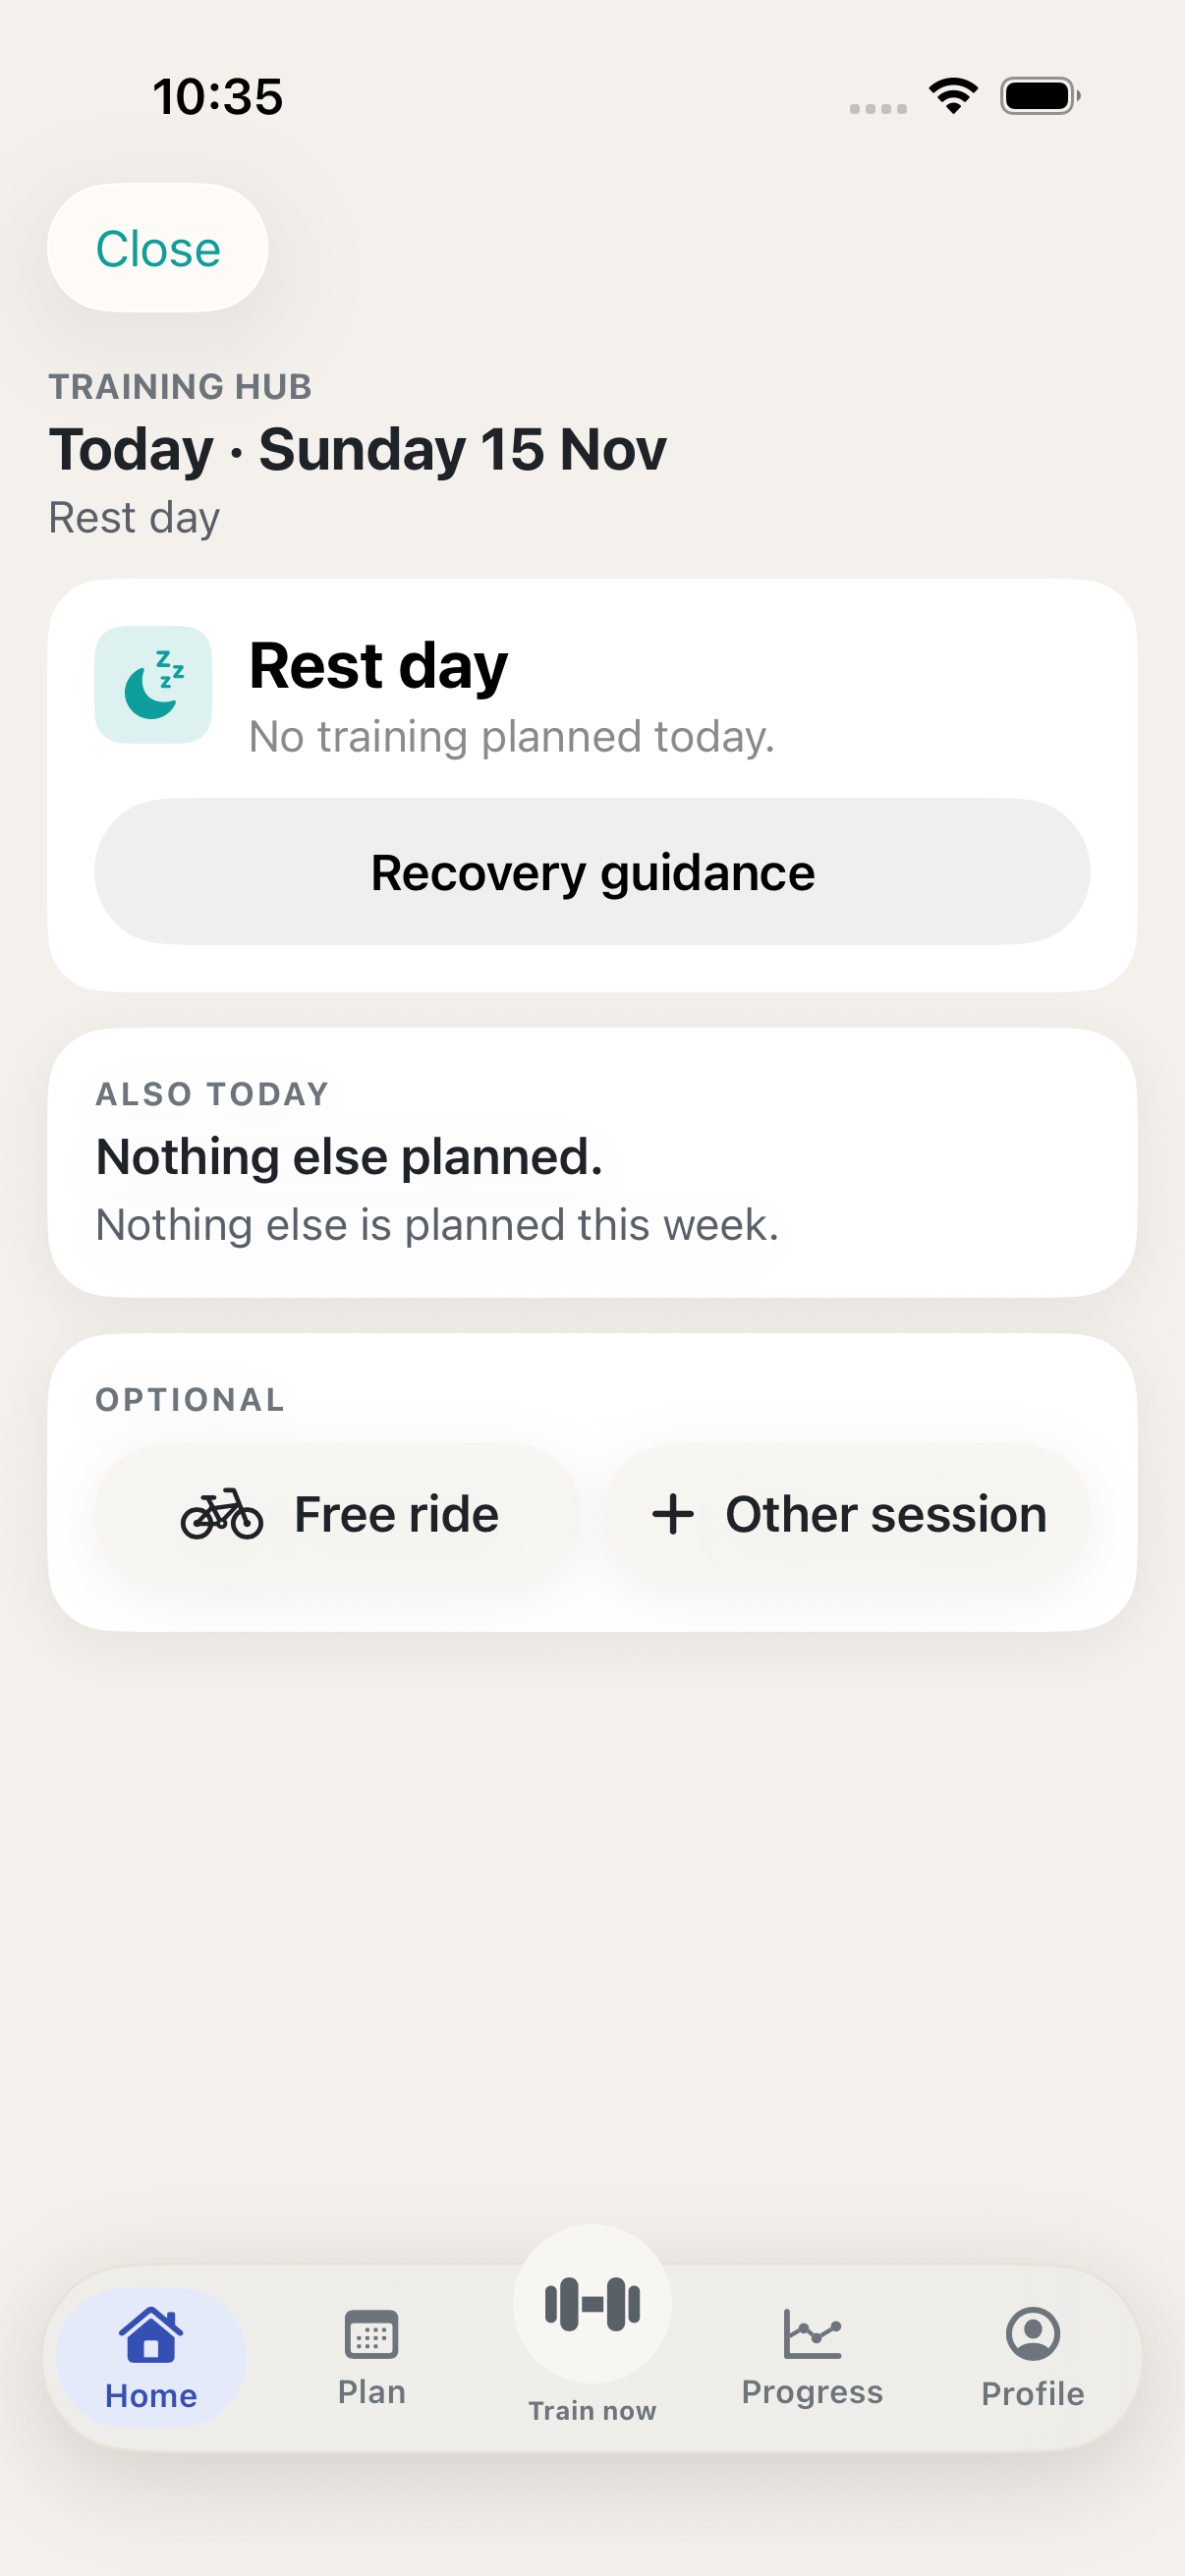 10:35
Close
TRAINING HUB
Today · Sunday 15 Nov
Rest day
Rest day
No training planned today.
Recovery guidance
ALSO TODAY
Nothing else planned.
Nothing else is planned this week.
OPTIONAL
Free ride
Other session
Home
Plan
Train now
Progress
Profile